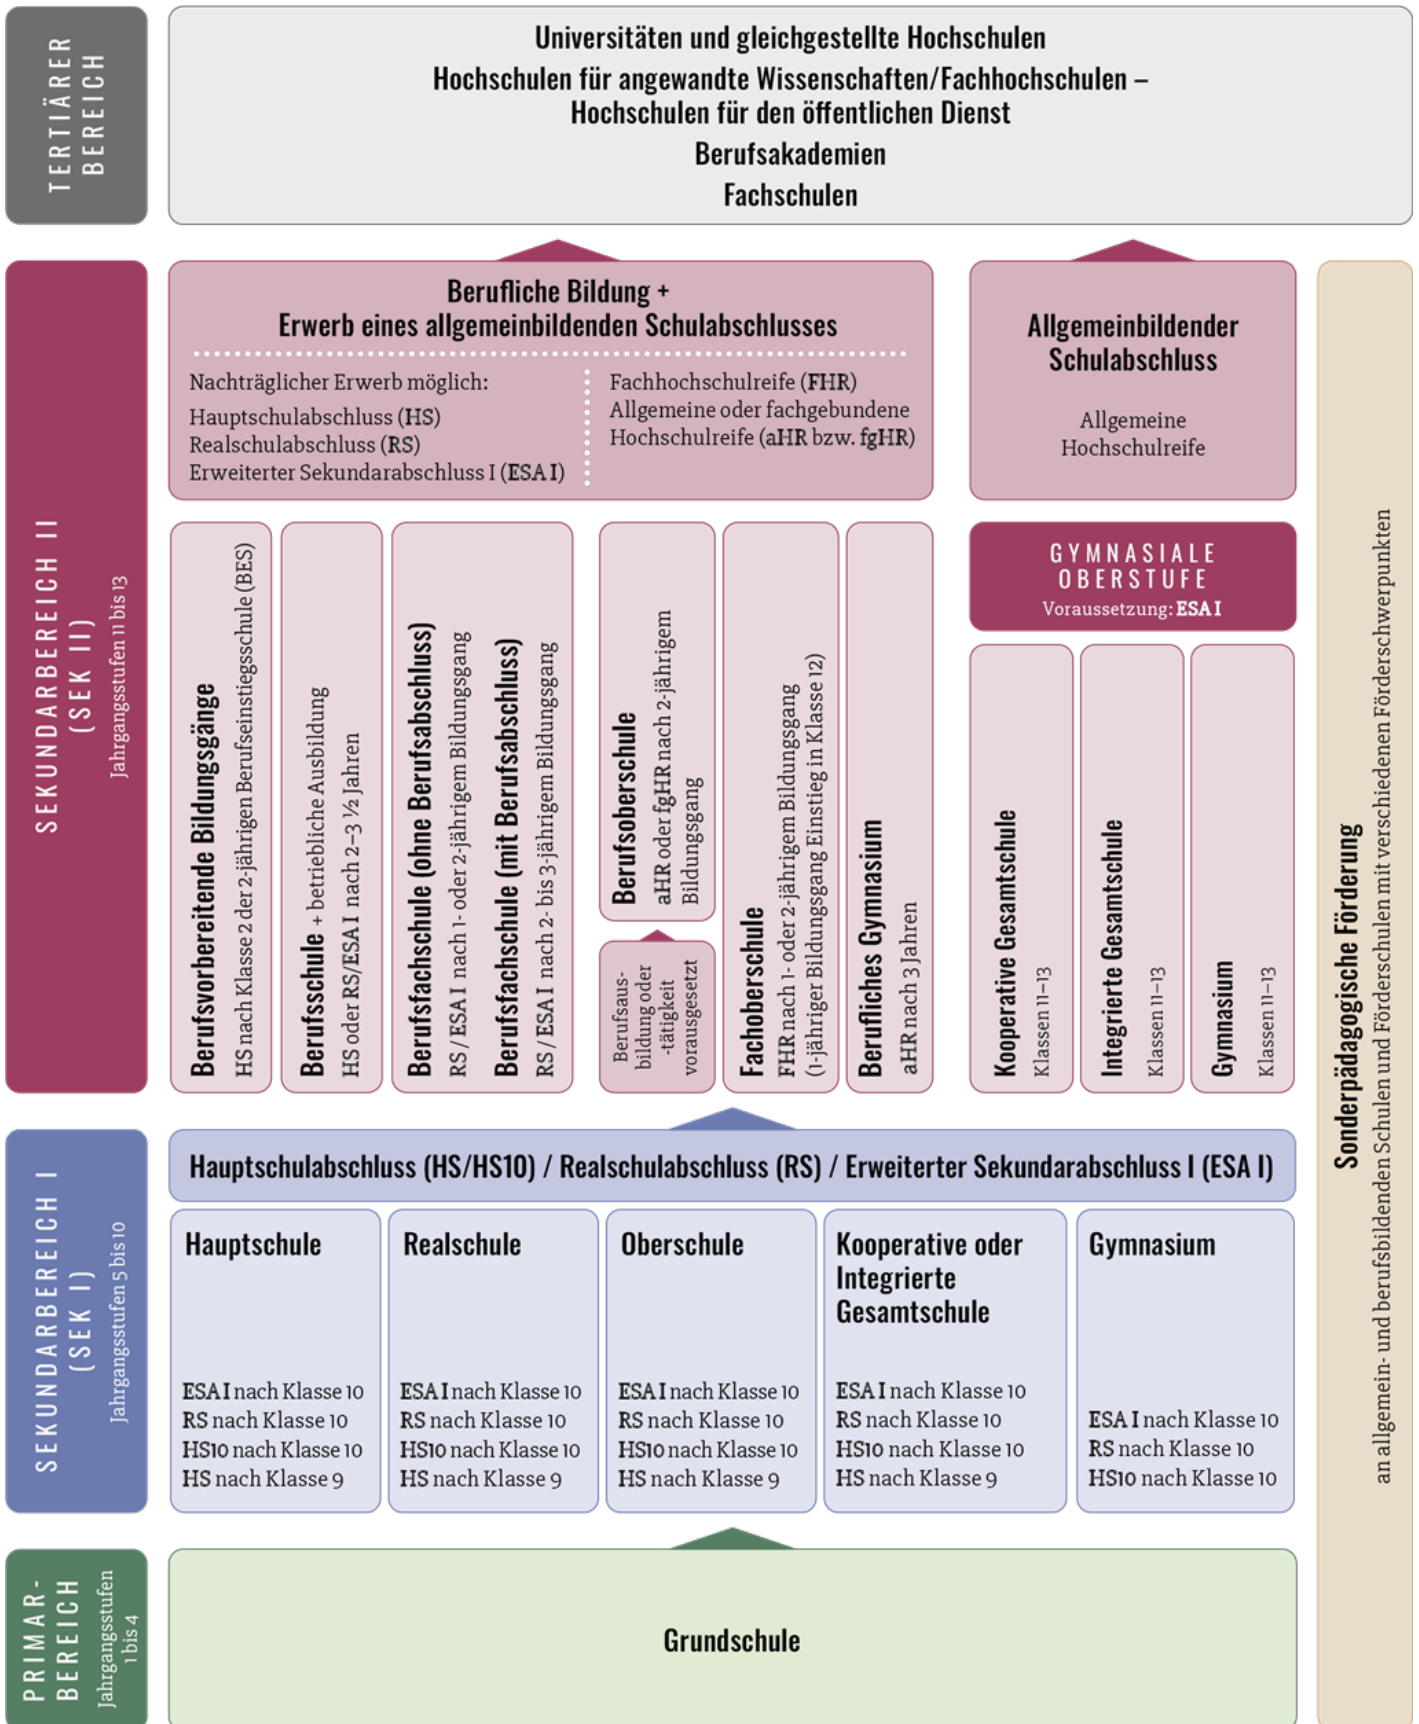 TERTIÄRER
BEREICH
Universitäten und gleichgestellte Hochschulen
Hochschulen für angewandte Wissenschaften/Fachhochschulen –
Hochschulen für den öffentlichen Dienst
Berufsakademien
Fachschulen
SEKUNDARBEREICH II
(SEK II)
Jahrgangsstufen 11 bis 13
Berufliche Bildung +
Erwerb eines allgemeinbildenden Schulabschlusses
Nachträglicher Erwerb möglich:
Hauptschulabschluss (HS)
Realschulabschluss (RS)
Erweiterter Sekundarabschluss I (ESA I)
Fachhochschulreife (FHR)
Allgemeine oder fachgebundene
Hochschulreife (aHR bzw. fgHR)
Allgemeinbildender
Schulabschluss
Allgemeine
Hochschulreife
Berufsvorbereitende Bildungsgänge
HS nach Klasse 2 der 2-jährigen Berufseinstiegsschule (BES)
Berufsschule + betriebliche Ausbildung
HS oder RS/ESA I nach 2–3 ½ Jahren
Berufsfachschule (ohne Berufsabschluss)
RS / ESA I nach 1- oder 2-jährigem Bildungsgang
Berufsfachschule (mit Berufsabschluss)
RS / ESA I nach 2- bis 3-jährigem Bildungsgang
Berufsoberschule
aHR oder fgHR nach 2-jährigem
Bildungsgang
Berufsaus-
bildung oder
-tätigkeit
vorausgesetzt
Fachoberschule
FHR nach 1- oder 2-jährigem Bildungsgang
(1-jähriger Bildungsgang Einstieg in Klasse 12)
Berufliches Gymnasium
aHR nach 3 Jahren
GYMNASIALE
OBERSTUFE
Voraussetzung: ESA I
Kooperative Gesamtschule
Klassen 11–13
Integrierte Gesamtschule
Klassen 11–13
Gymnasium
Klassen 11–13
Sonderpädagogische Förderung
an allgemein- und berufsbildenden Schulen und Förderschulen mit verschiedenen Förderschwerpunkten
SEKUNDARBEREICH I
(SEK I)
Jahrgangsstufen 5 bis 10
Hauptschulabschluss (HS/HS10) / Realschulabschluss (RS) / Erweiterter Sekundarabschluss I (ESA I)
Hauptschule
ESA I nach Klasse 10
RS nach Klasse 10
HS10 nach Klasse 10
HS nach Klasse 9
Realschule
ESA I nach Klasse 10
RS nach Klasse 10
HS10 nach Klasse 10
HS nach Klasse 9
Oberschule
ESA I nach Klasse 10
RS nach Klasse 10
HS10 nach Klasse 10
HS nach Klasse 9
Kooperative oder
Integrierte
Gesamtschule
ESA I nach Klasse 10
RS nach Klasse 10
HS10 nach Klasse 10
HS nach Klasse 9
Gymnasium
ESA I nach Klasse 10
RS nach Klasse 10
HS10 nach Klasse 10
PRIMAR-
BEREICH
Jahrgangsstufen
1 bis 4
Grundschule